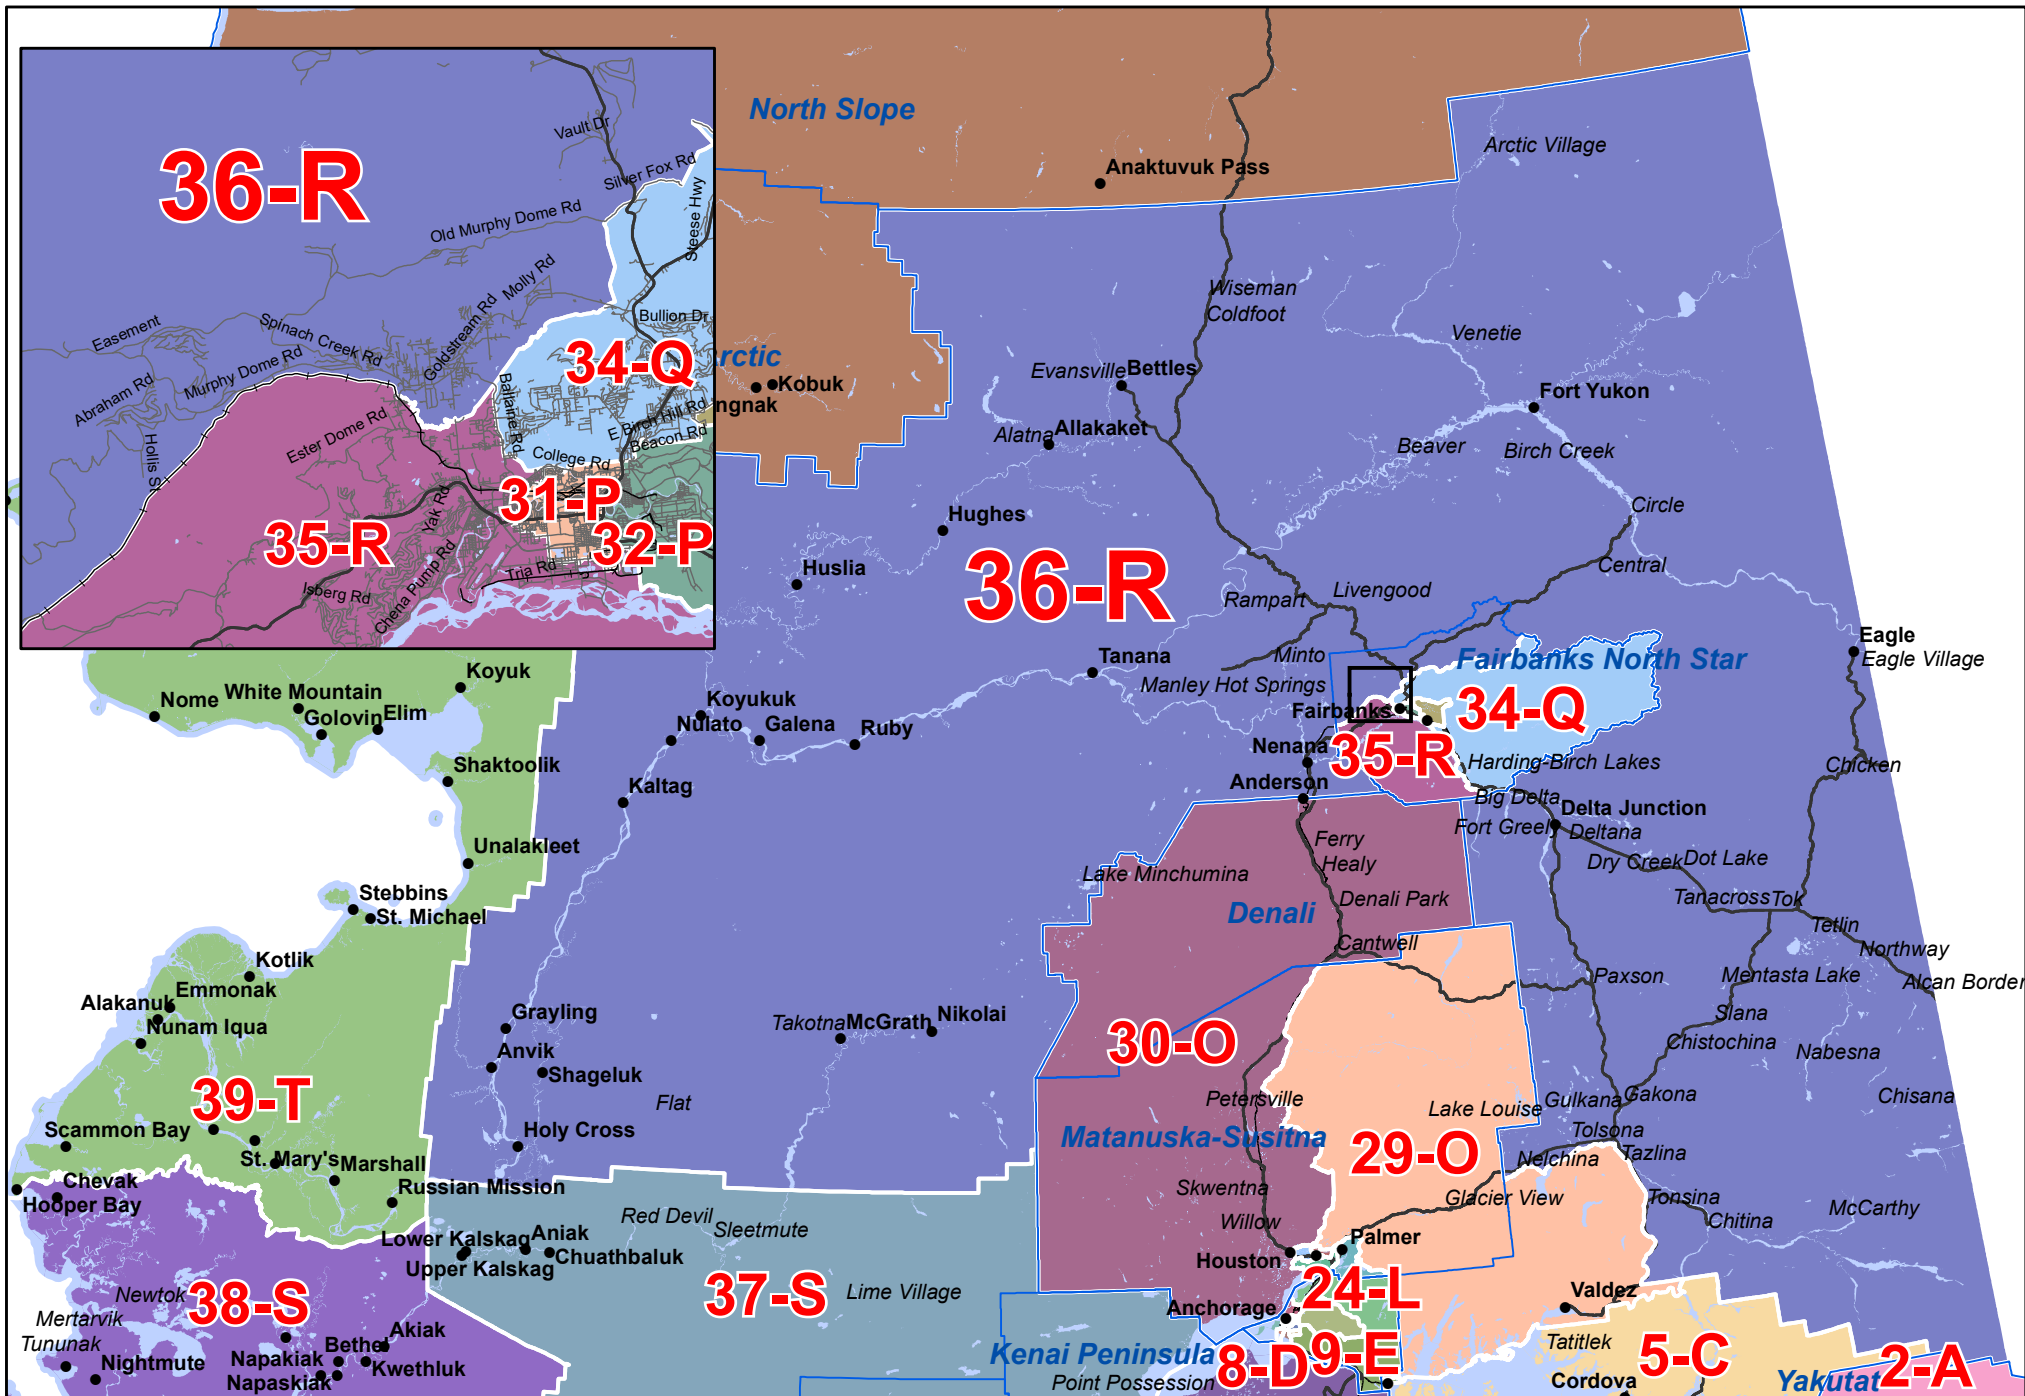 North Slope
Arctic Village
Anaktuvuk Pass
36-R
Vault Dr
Silver Fox Rd
Steese Hwy
Old Murphy Dome Rd
Molly Rd
Goldstream Rd
Bullion Dr
Easement
Spinach Creek Rd
Murphy Dome Rd
Abraham Rd
34-Q
Ballaine Rd
E Birch Hill Rd
Beacon Rd
Hollis St
Ester Dome Rd
College Rd
31-P
Yak Rd
35-R
32-P
Tria Rd
Isberg Rd
Chena Pump Rd
rctic
Kobuk
ngnak
Wiseman
Coldfoot
Venetie
Evansville
Bettles
Fort Yukon
Alatna
Allakaket
Beaver
Birch Creek
Hughes
Circle
Huslia
36-R
Central
Livengood
Rampart
Eagle
Eagle Village
Minto
Tanana
Fairbanks North Star
Manley Hot Springs
Koyuk
White Mountain
Nome
Golovin
Elim
Koyukuk
Nulato
Galena
Ruby
Fairbanks
34-Q
Nenana
35-R
Harding-Birch Lakes
Chicken
Shaktoolik
Kaltag
Anderson
Big Delta
Delta Junction
Fort Greely
Deltana
Ferry
Healy
Dry Creek
Dot Lake
Unalakleet
Lake Minchumina
Denali Park
Tanacross
Tok
Stebbins
St. Michael
Denali
Tetlin
Cantwell
Northway
Kotlik
Paxson
Mentasta Lake
Alcan Border
Emmonak
Alakanuk
Nunam Iqua
Grayling
Takotna
McGrath
Nikolai
Slana
30-O
Chistochina
Nabesna
Anvik
Shageluk
39-T
Flat
Petersville
Lake Louise
Gulkana
Gakona
Chisana
Scammon Bay
Holy Cross
Matanuska-Susitna
29-O
Tolsona
St. Mary's
Marshall
Nelchina
Tazlina
Chevak
Hooper Bay
Russian Mission
Skwentna
Glacier View
Tonsina
McCarthy
Red Devil
Sleetmute
Willow
Chitina
Lower Kalskag
Aniak
Chuathbaluk
Upper Kalskag
Houston
Palmer
Newtok
38-S
37-S
Lime Village
24-L
Valdez
Mertarvik
Anchorage
Tununak
Akiak
Bethel
Nightmute
Napakiak
Kwethluk
Napaskiak
Kenai Peninsula
8-D
9-E
Tatitlek
5-C
Point Possession
Cordova
Yakutat
2-A